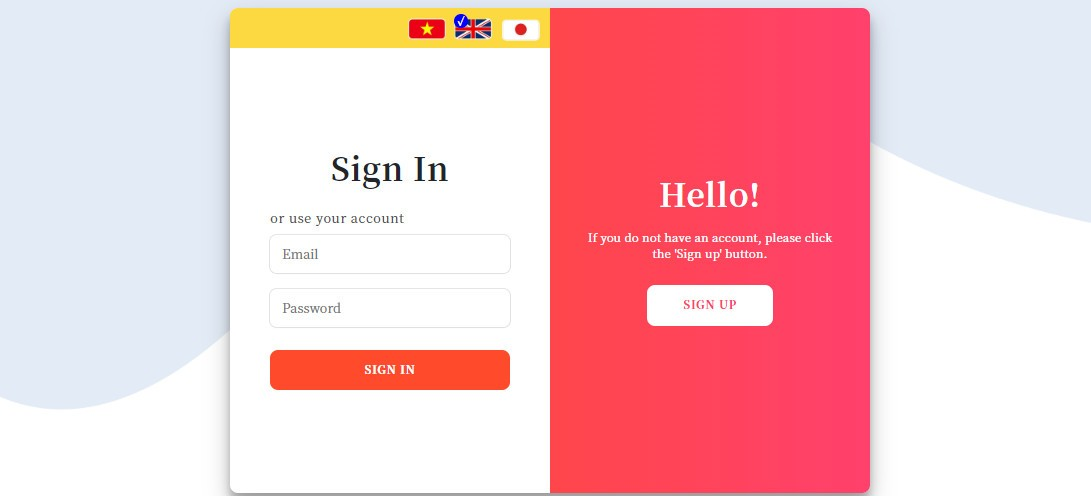 Sign In
or use your account
Email
Password
SIGN IN
Hello!
If you do not have an account, please click
the 'Sign up' button.
SIGN UP